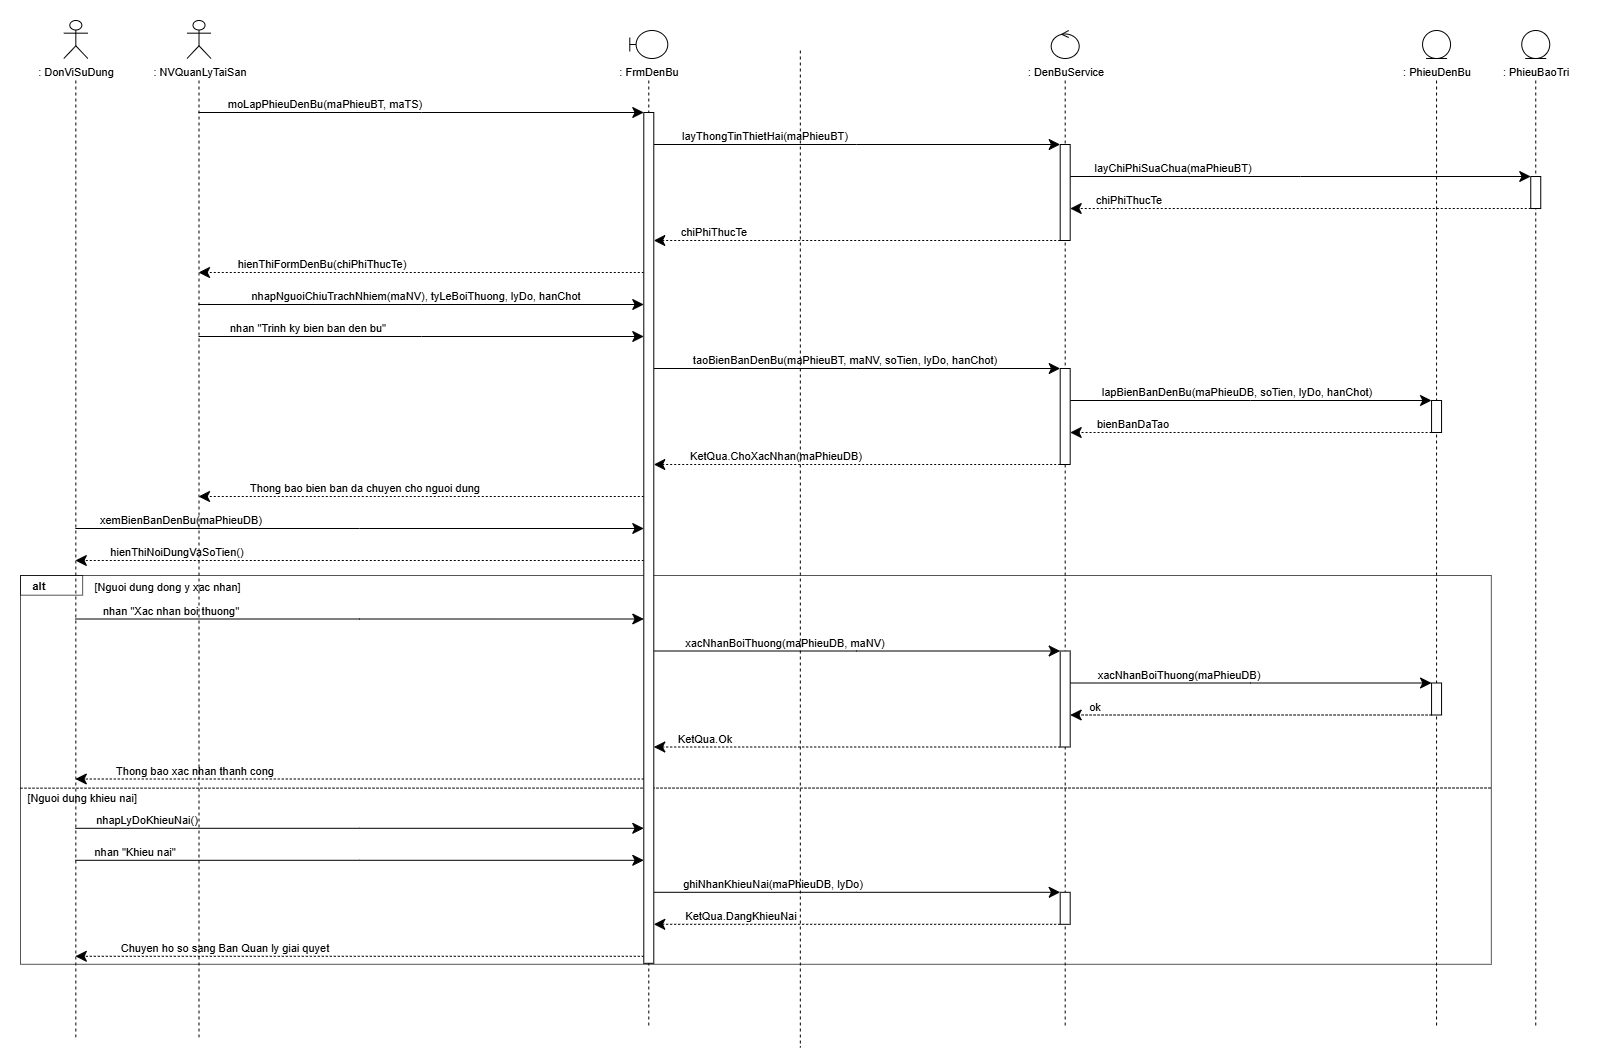 : DonViSuDung
: NVQuanLyTaiSan
: FrmDenBu
: DenBuService
: PhieuDenBu
: PhieuBaoTri
moLapPhieuDenBu(maPhieuBT, maTS)
layThongTinThietHai(maPhieuBT)
layChiPhiSuaChua(maPhieuBT)
chiPhiThucTe
chiPhiThucTe
hienThiFormDenBu(chiPhiThucTe)
nhapNguoiChiuTrachNhiem(maNV), tyLeBoiThuong, lyDo, hanChot
nhan "Trinh ky bien ban den bu"
taoBienBanDenBu(maPhieuBT, maNV, soTien, lyDo, hanChot)
lapBienBanDenBu(maPhieuDB, soTien, lyDo, hanChot)
bienBanDaTao
KetQua.ChoXacNhan(maPhieuDB)
Thong bao bien ban da chuyen cho nguoi dung
xemBienBanDenBu(maPhieuDB)
hienThiNoiDungVaSoTien()
alt
[Nguoi dung dong y xac nhan]
nhan "Xac nhan boi thuong"
xacNhanBoiThuong(maPhieuDB, maNV)
xacNhanBoiThuong(maPhieuDB)
ok
KetQua.Ok
Thong bao xac nhan thanh cong
[Nguoi dung khieu nai]
nhapLyDoKhieuNai()
nhan "Khieu nai"
ghiNhanKhieuNai(maPhieuDB, lyDo)
KetQua.DangKhieuNai
Chuyen ho so sang Ban Quan ly giai quyet